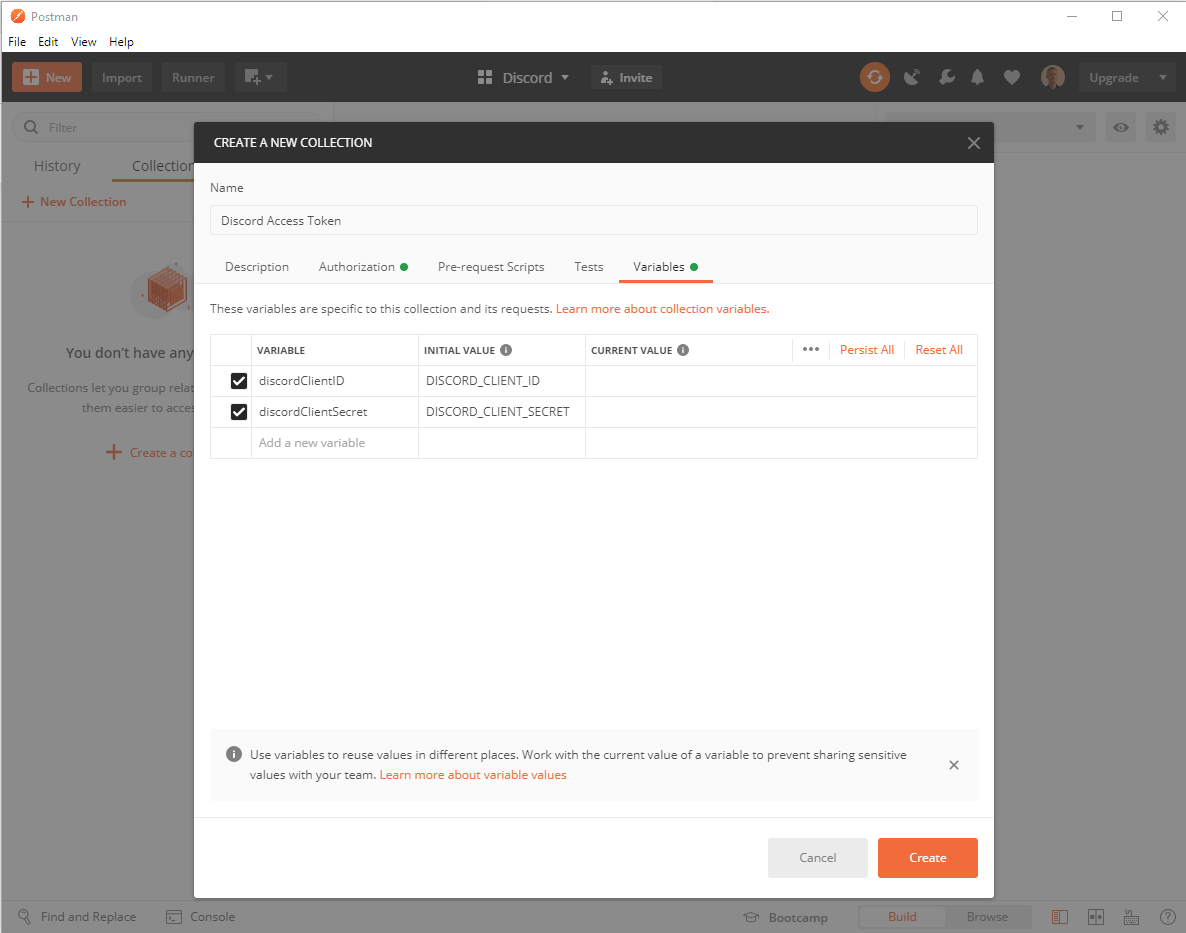 Postman
File Edit View Help
New Import Runner Discord Invite Upgrade
Filter
History Collection
New Collection
You don't have any
Collections let you group relat
them easier to acces
Create a co
CREATE A NEW COLLECTION
Name
Discord Access Token
Description Authorization Pre-request Scripts Tests Variables
These variables are specific to this collection and its requests. Learn more about collection variables.
VARIABLE INITIAL VALUE CURRENT VALUE Persist All Reset All
discordClientID DISCORD_CLIENT_ID
discordClientSecret DISCORD_CLIENT_SECRET
Add a new variable
Use variables to reuse values in different places. Work with the current value of a variable to prevent sharing sensitive
values with your team. Learn more about variable values
Cancel Create
Find and Replace Console Bootcamp Build Browse